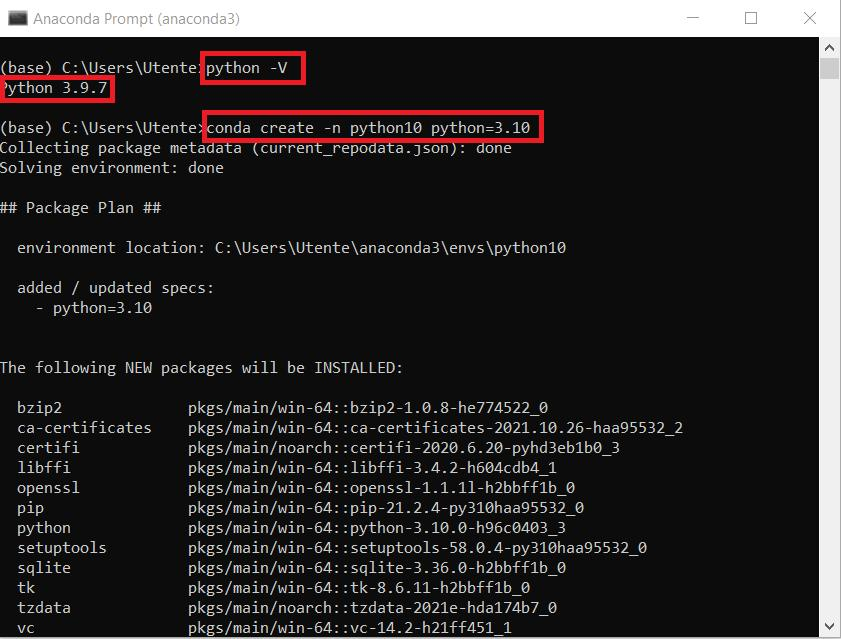 Anaconda Prompt (anaconda3)
(base) C:\Users\Utente>python -V
Python 3.9.7
(base) C:\Users\Utente>conda create -n python10 python=3.10
Collecting package metadata (current_repodata.json): done
Solving environment: done
## Package Plan ##
environment location: C:\Users\Utente\anaconda3\envs\python10
added / updated specs:
- python=3.10
The following NEW packages will be INSTALLED:
bzip2 pkgs/main/win-64::bzip2-1.0.8-he774522_0
ca-certificates pkgs/main/win-64::ca-certificates-2021.10.26-haa95532_2
certifi pkgs/main/noarch::certifi-2020.6.20-pyhd3eb1b0_3
libffi pkgs/main/win-64::libffi-3.4.2-h604cdb4_1
openssl pkgs/main/win-64::openssl-1.1.1l-h2bbff1b_0
pip pkgs/main/win-64::pip-21.2.4-py310haa95532_0
python pkgs/main/win-64::python-3.10.0-h96c0403_3
setuptools pkgs/main/win-64::setuptools-58.0.4-py310haa95532_0
sqlite pkgs/main/win-64::sqlite-3.36.0-h2bbff1b_0
tk pkgs/main/win-64::tk-8.6.11-h2bbff1b_0
tzdata pkgs/main/noarch::tzdata-2021e-hda174b7_0
vc pkgs/main/win-64::vc-14.2-h21ff451_1